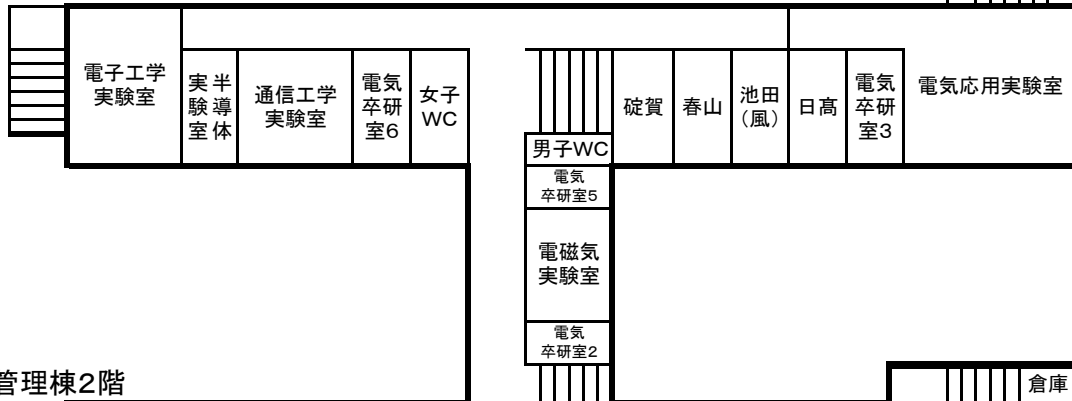 電子工学
実験室
半導体
実験室
通信工学
実験室
電気
卒研
室6
女子
WC
碇賀
春山
池田
(風)
日髙
電気
卒研
室3
電気応用実験室
男子WC
電気
卒研室5
電磁気
実験室
電気
卒研室2
管理棟2階
倉庫